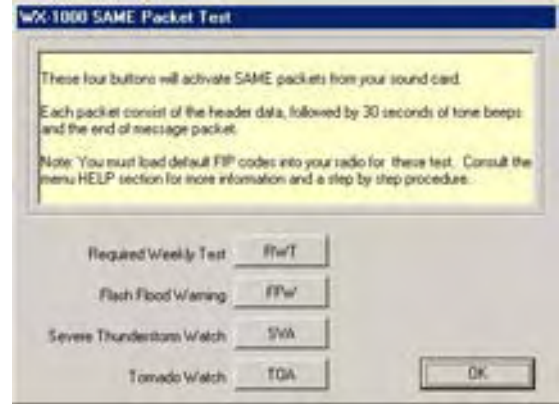 WX-1000 SAME Packet Test
These four buttons will activate SAME packets from your sound card.
Each packet consist of the header data, followed by 30 seconds of tone beeps
and the end of message packet.
Note: You must load default FIP codes into your radio for these test. Consult the
menu HELP section for more information and a step by step procedure.
Required Weekly Test RWT
Flash Flood Warning FFW
Severe Thunderstorm Watch SVA
Tornado Watch TOA
OK